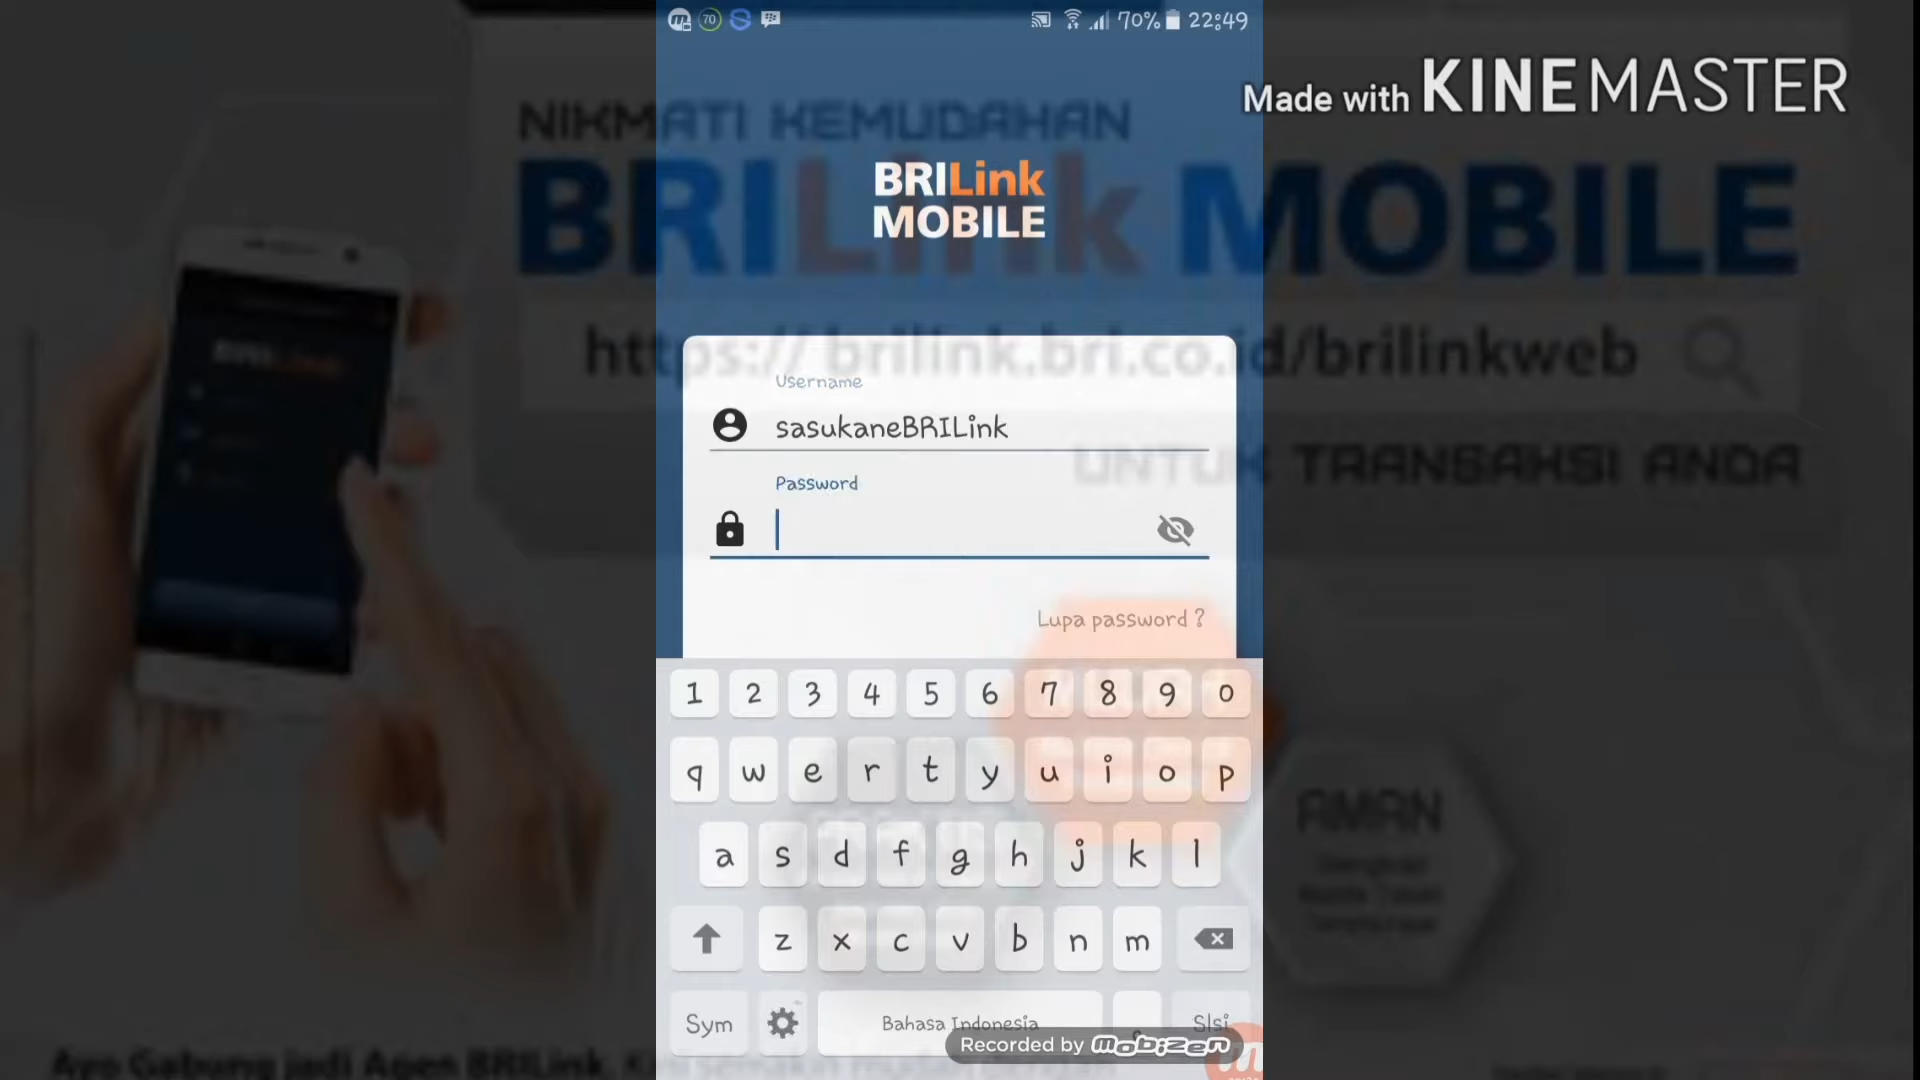 70
70% 22:49
Made with KINEMASTER
NIKMATI KEMUDAHAN
BRILink MOBILE
BRILink
MOBILE
https:// brilink.bri.co.id/brilinkweb
Username
sasukaneBRILink
UNTUK TRANSAKSI ANDA
Password
Lupa password ?
1 2 3 4 5 6 7 8 9 0
q w e r t y u i o p
a s d f g h j k l
z x c v b n m
AMAN
Sym
Bahasa Indonesia
Slsi
Recorded by mobizen
Ayo Gabung jadi Agen BRILink.